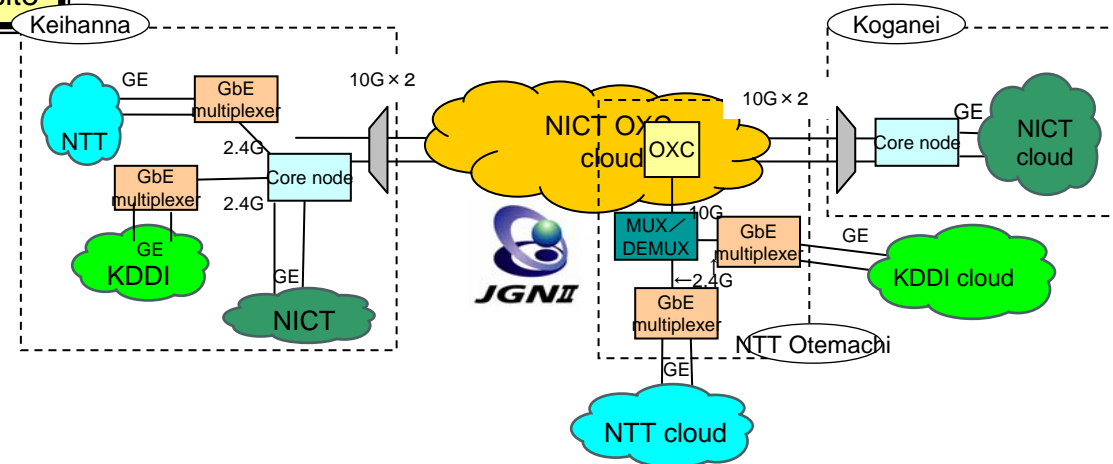 Keihanna
Koganei
GE
GbE
multiplexer
10G×2
NTT
2.4G
GbE
multiplexer
2.4G
Core node
GE
KDDI
GE
NICT
NICT OXC
cloud
OXC
10G×2
Core node
GE
NICT
cloud
JGNII
MUX/
DEMUX
10G
GbE
multiplexer
GE
KDDI cloud
←2.4G
GbE
multiplexer
NTT Otemachi
GE
NTT cloud